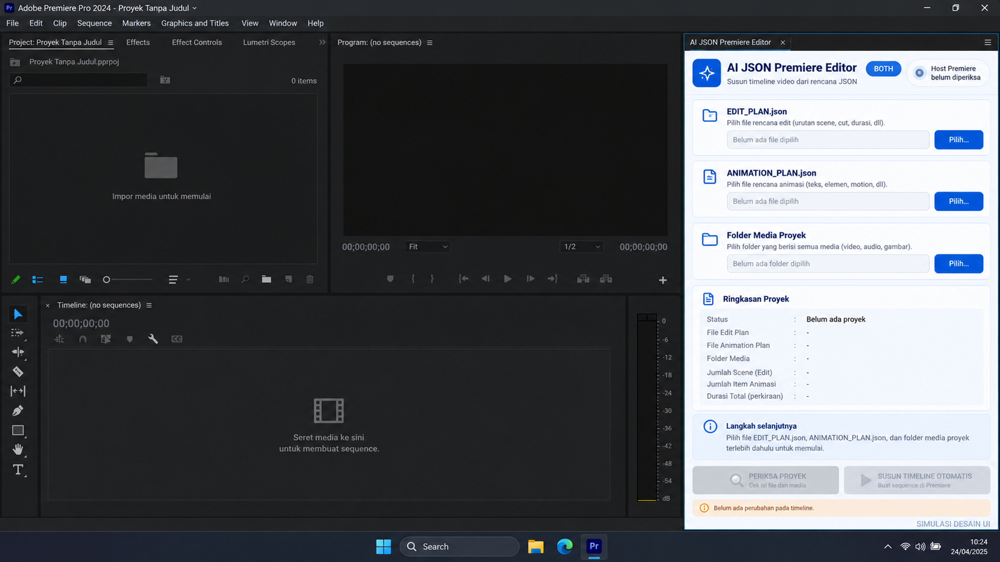 Pr Adobe Premiere Pro 2024 - Proyek Tanpa Judul
File Edit Clip Sequence Markers Graphics and Titles View Window Help
Project: Proyek Tanpa Judul Effects Effect Controls Lumetri Scopes
Proyek Tanpa Judul.pprpoj
0 items
Impor media untuk memulai
Program: (no sequences)
00;00;00;00 Fit 1/2 00;00;00;00
Timeline: (no sequences)
00;00;00;00
Seret media ke sini
untuk membuat sequence.
0
-6
-12
-18
-24
-30
-36
-42
-48
-54
dB
AI JSON Premiere Editor
AI JSON Premiere Editor
Susun timeline video dari rencana JSON
BOTH
Host Premiere
belum diperiksa
EDIT_PLAN.json
Pilih file rencana edit (urutan scene, cut, durasi, dll).
Belum ada file dipilih Pilih...
ANIMATION_PLAN.json
Pilih file rencana animasi (teks, elemen, motion, dll).
Belum ada file dipilih Pilih...
Folder Media Proyek
Pilih folder yang berisi semua media (video, audio, gambar).
Belum ada folder dipilih Pilih...
Ringkasan Proyek
Status : Belum ada proyek
File Edit Plan : -
File Animation Plan : -
Folder Media : -
Jumlah Scene (Edit) : -
Jumlah Item Animasi : -
Durasi Total (perkiraan) : -
Langkah selanjutnya
Pilih file EDIT_PLAN.json, ANIMATION_PLAN.json, dan folder media proyek
terlebih dahulu untuk memulai.
PERIKSA PROYEK
Cek isi file dan media
SUSUN TIMELINE OTOMATIS
Buat sequence di Premiere
Belum ada perubahan pada timeline.
SIMULASI DESAIN UI
Search
Pr
10:24
24/04/2025